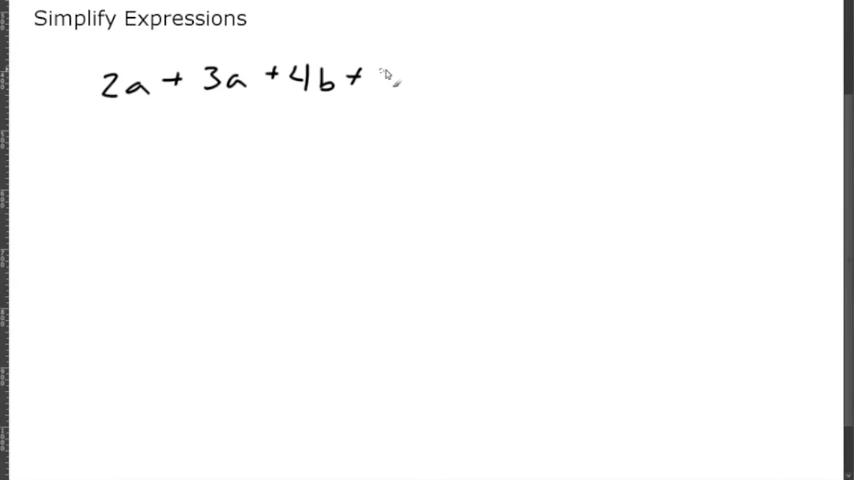 Simplify Expressions
2a + 3a + 4b +